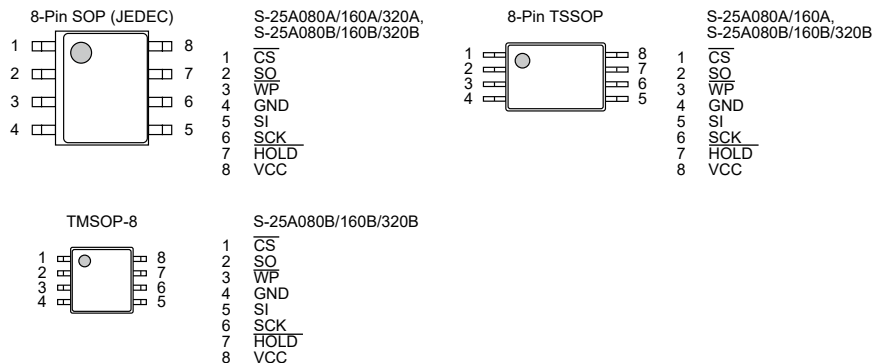 8-Pin SOP (JEDEC)
1
2
3
4
8
7
6
5
S-25A080A/160A/320A,
S-25A080B/160B/320B
1 CS
2 SO
3 WP
4 GND
5 SI
6 SCK
7 HOLD
8 VCC
8-Pin TSSOP
1
2
3
4
8
7
6
5
S-25A080A/160A,
S-25A080B/160B/320B
1 CS
2 SO
3 WP
4 GND
5 SI
6 SCK
7 HOLD
8 VCC
TMSOP-8
1
2
3
4
8
7
6
5
S-25A080B/160B/320B
1 CS
2 SO
3 WP
4 GND
5 SI
6 SCK
7 HOLD
8 VCC